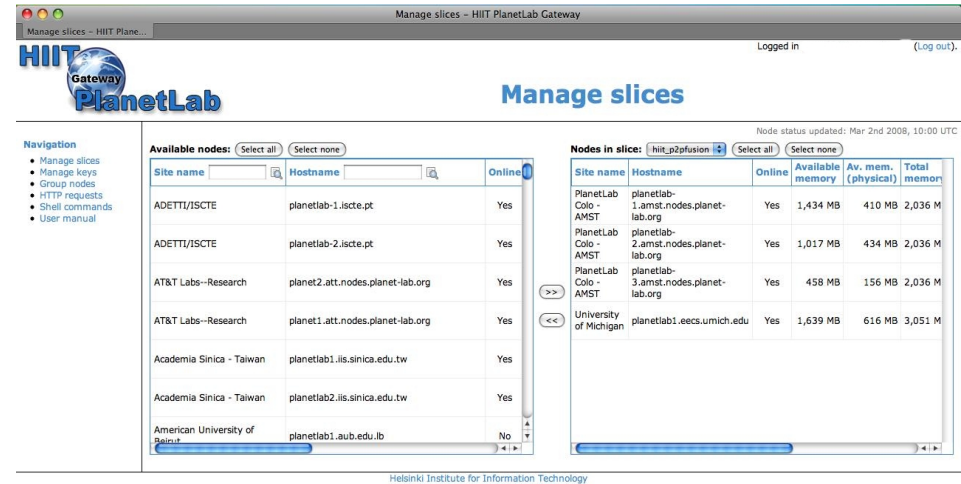 Manage slices – HIIT PlanetLab Gateway
Manage slices – HIIT Plane...
HIIT
Gateway
PlanetLab
Logged in (Log out).
Manage slices
Node status updated: Mar 2nd 2008, 10:00 UTC
Navigation
Manage slices
Manage keys
Group nodes
HTTP requests
Shell commands
User manual
Available nodes: Select all Select none
Site name Hostname Online
ADETTI/ISCTE planetlab-1.iscte.pt Yes
ADETTI/ISCTE planetlab-2.iscte.pt Yes
AT&T Labs--Research planet2.att.nodes.planet-lab.org Yes
AT&T Labs--Research planet1.att.nodes.planet-lab.org Yes
Academia Sinica - Taiwan planetlab1.iis.sinica.edu.tw Yes
Academia Sinica - Taiwan planetlab2.iis.sinica.edu.tw Yes
American University of
Beirut planetlab1.aub.edu.lb No
>>
<<
Nodes in slice: hiit_p2pfusion Select all Select none
Site name Hostname Online Available memory Av. mem. (physical) Total memory
PlanetLab Colo - AMST planetlab-1.amst.nodes.planet-lab.org Yes 1,434 MB 410 MB 2,036 M
PlanetLab Colo - AMST planetlab-2.amst.nodes.planet-lab.org Yes 1,017 MB 434 MB 2,036 M
PlanetLab Colo - AMST planetlab-3.amst.nodes.planet-lab.org Yes 458 MB 156 MB 2,036 M
University of Michigan planetlab1.eecs.umich.edu Yes 1,639 MB 616 MB 3,051 M
Helsinki Institute for Information Technology